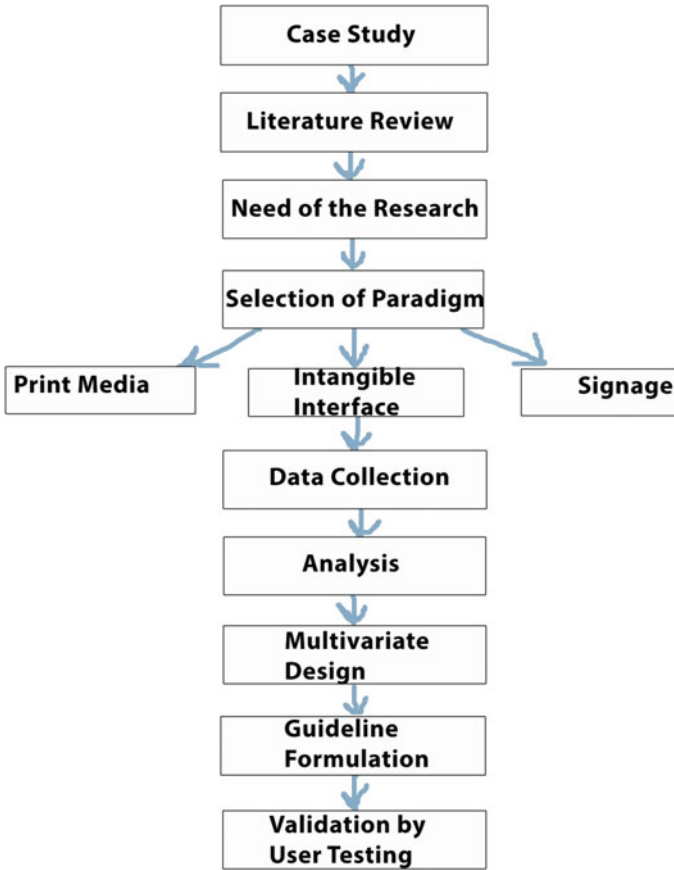 Case Study
Literature Review
Need of the Research
Selection of Paradigm
Print Media
Intangible
Interface
Signage
Data Collection
Analysis
Multivariate
Design
Guideline
Formulation
Validation by
User Testing